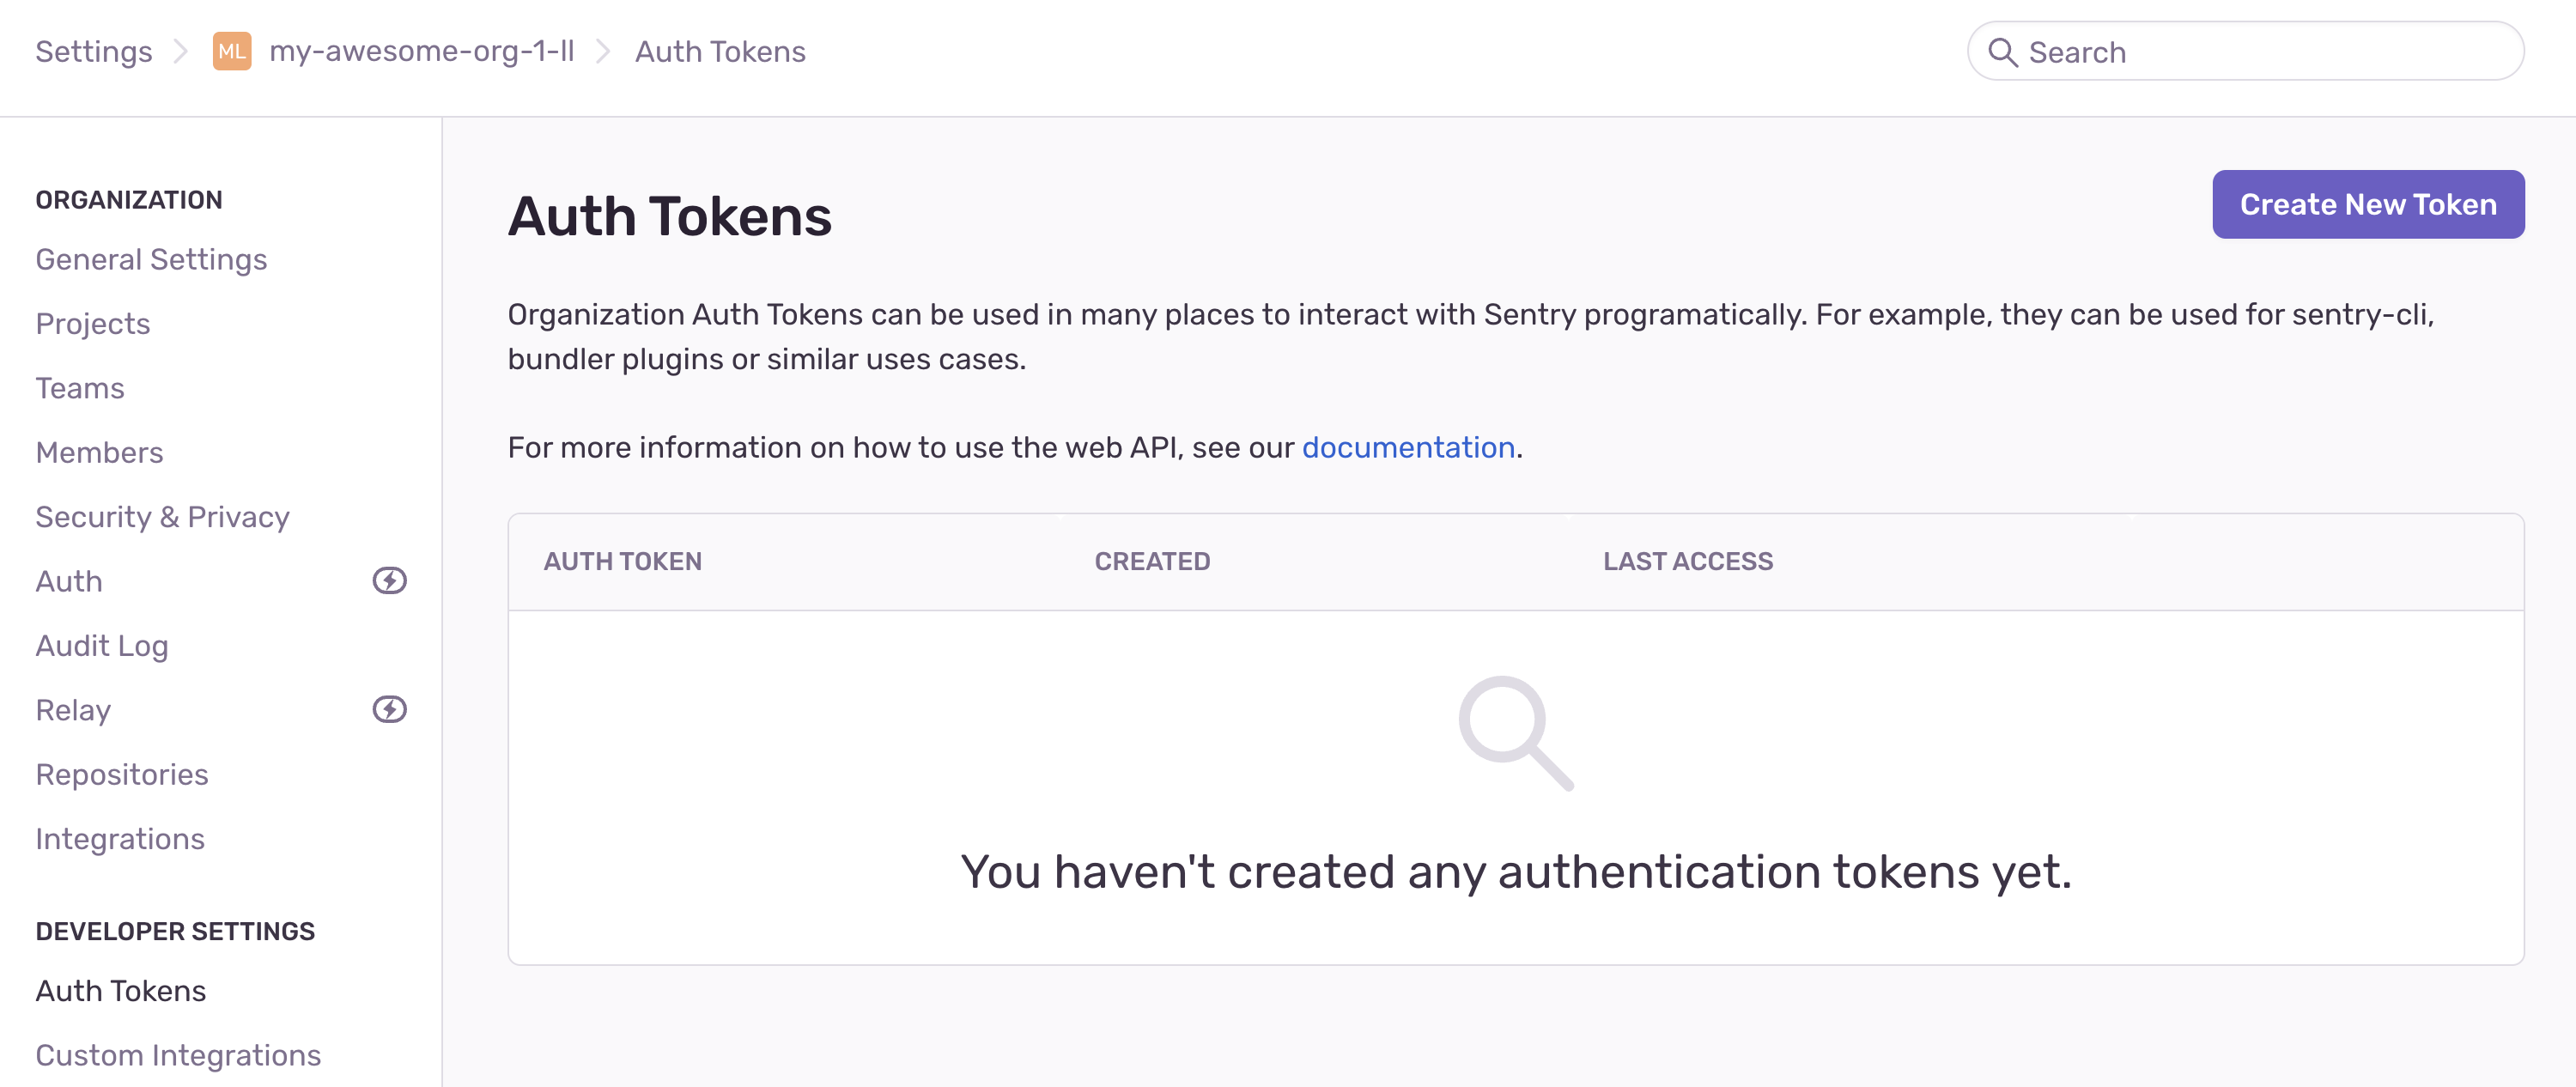 Settings > ML my-awesome-org-1-ll > Auth Tokens
Search
ORGANIZATION
General Settings
Projects
Teams
Members
Security & Privacy
Auth
Audit Log
Relay
Repositories
Integrations
DEVELOPER SETTINGS
Auth Tokens
Custom Integrations
Auth Tokens
Create New Token
Organization Auth Tokens can be used in many places to interact with Sentry programatically. For example, they can be used for sentry-cli,
bundler plugins or similar uses cases.
For more information on how to use the web API, see our documentation.
AUTH TOKEN CREATED LAST ACCESS
You haven't created any authentication tokens yet.